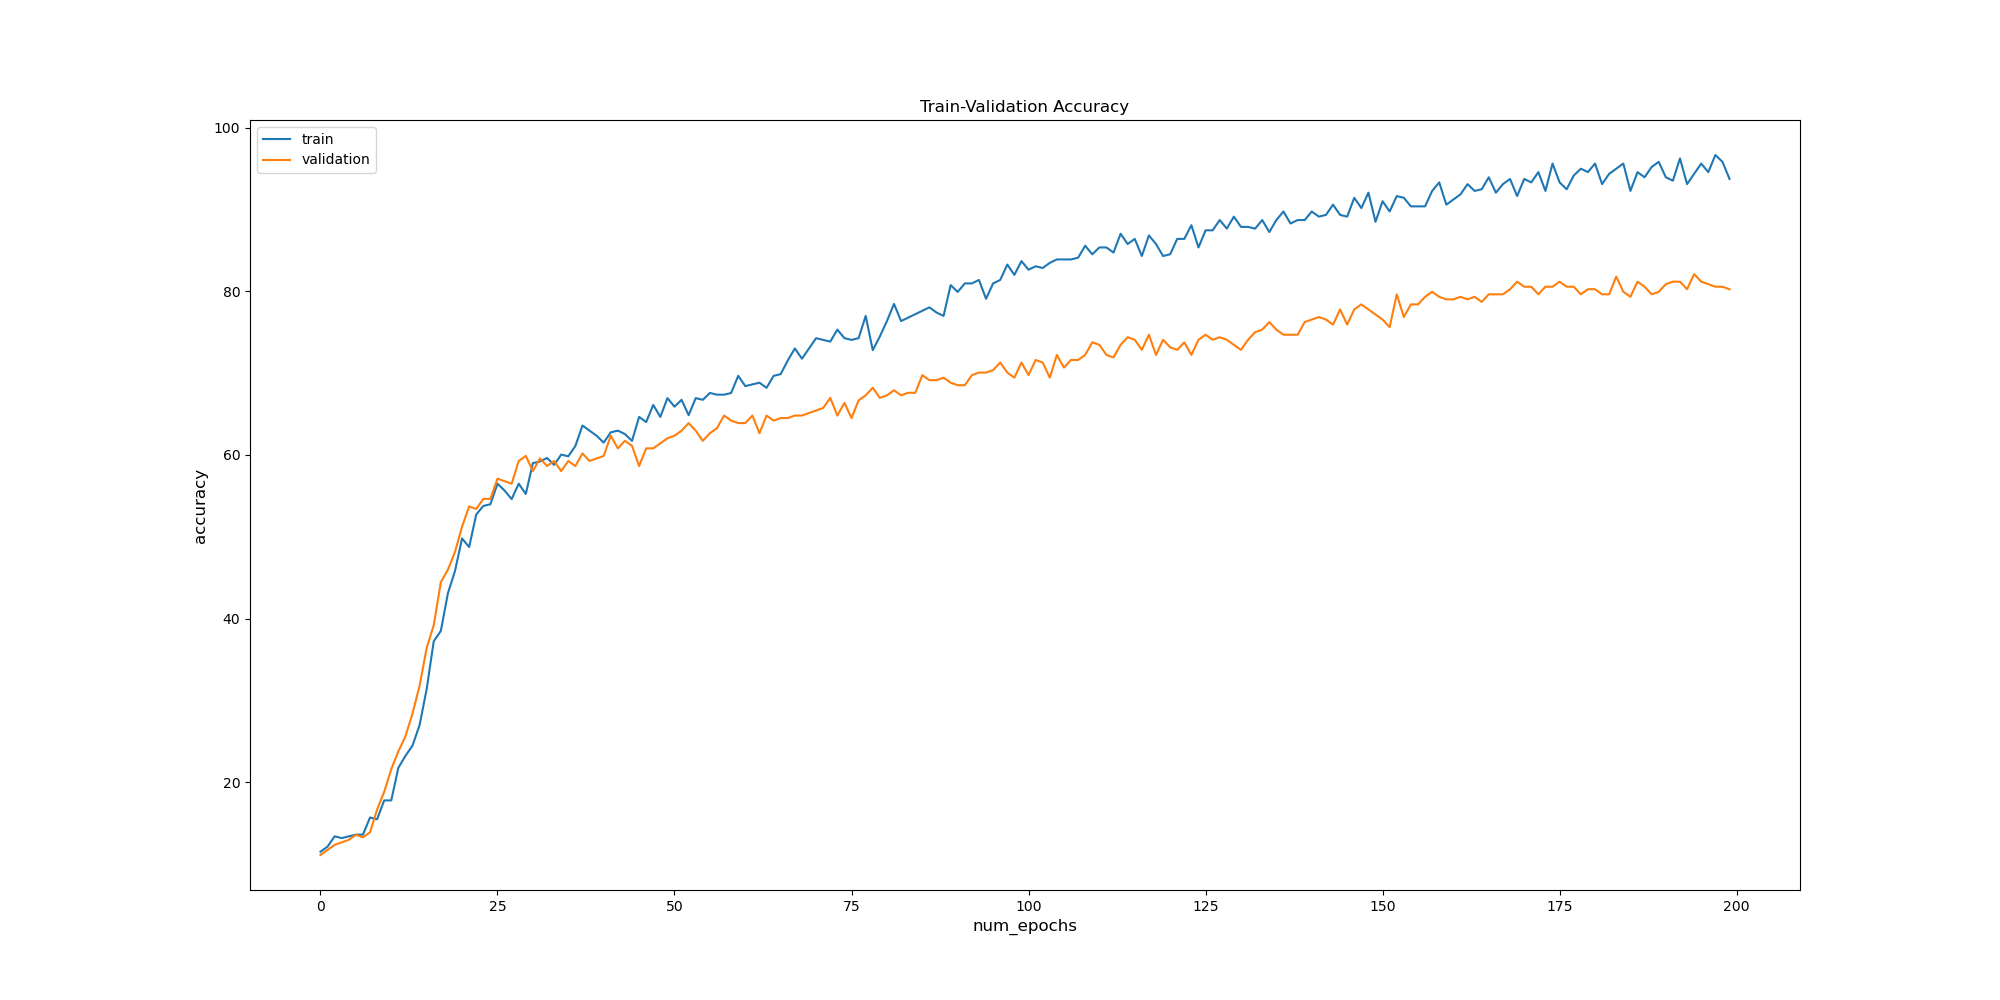 Train-Validation Accuracy
train
validation
100
80
60
40
20
accuracy
0 25 50 75 100 125 150 175 200
num_epochs